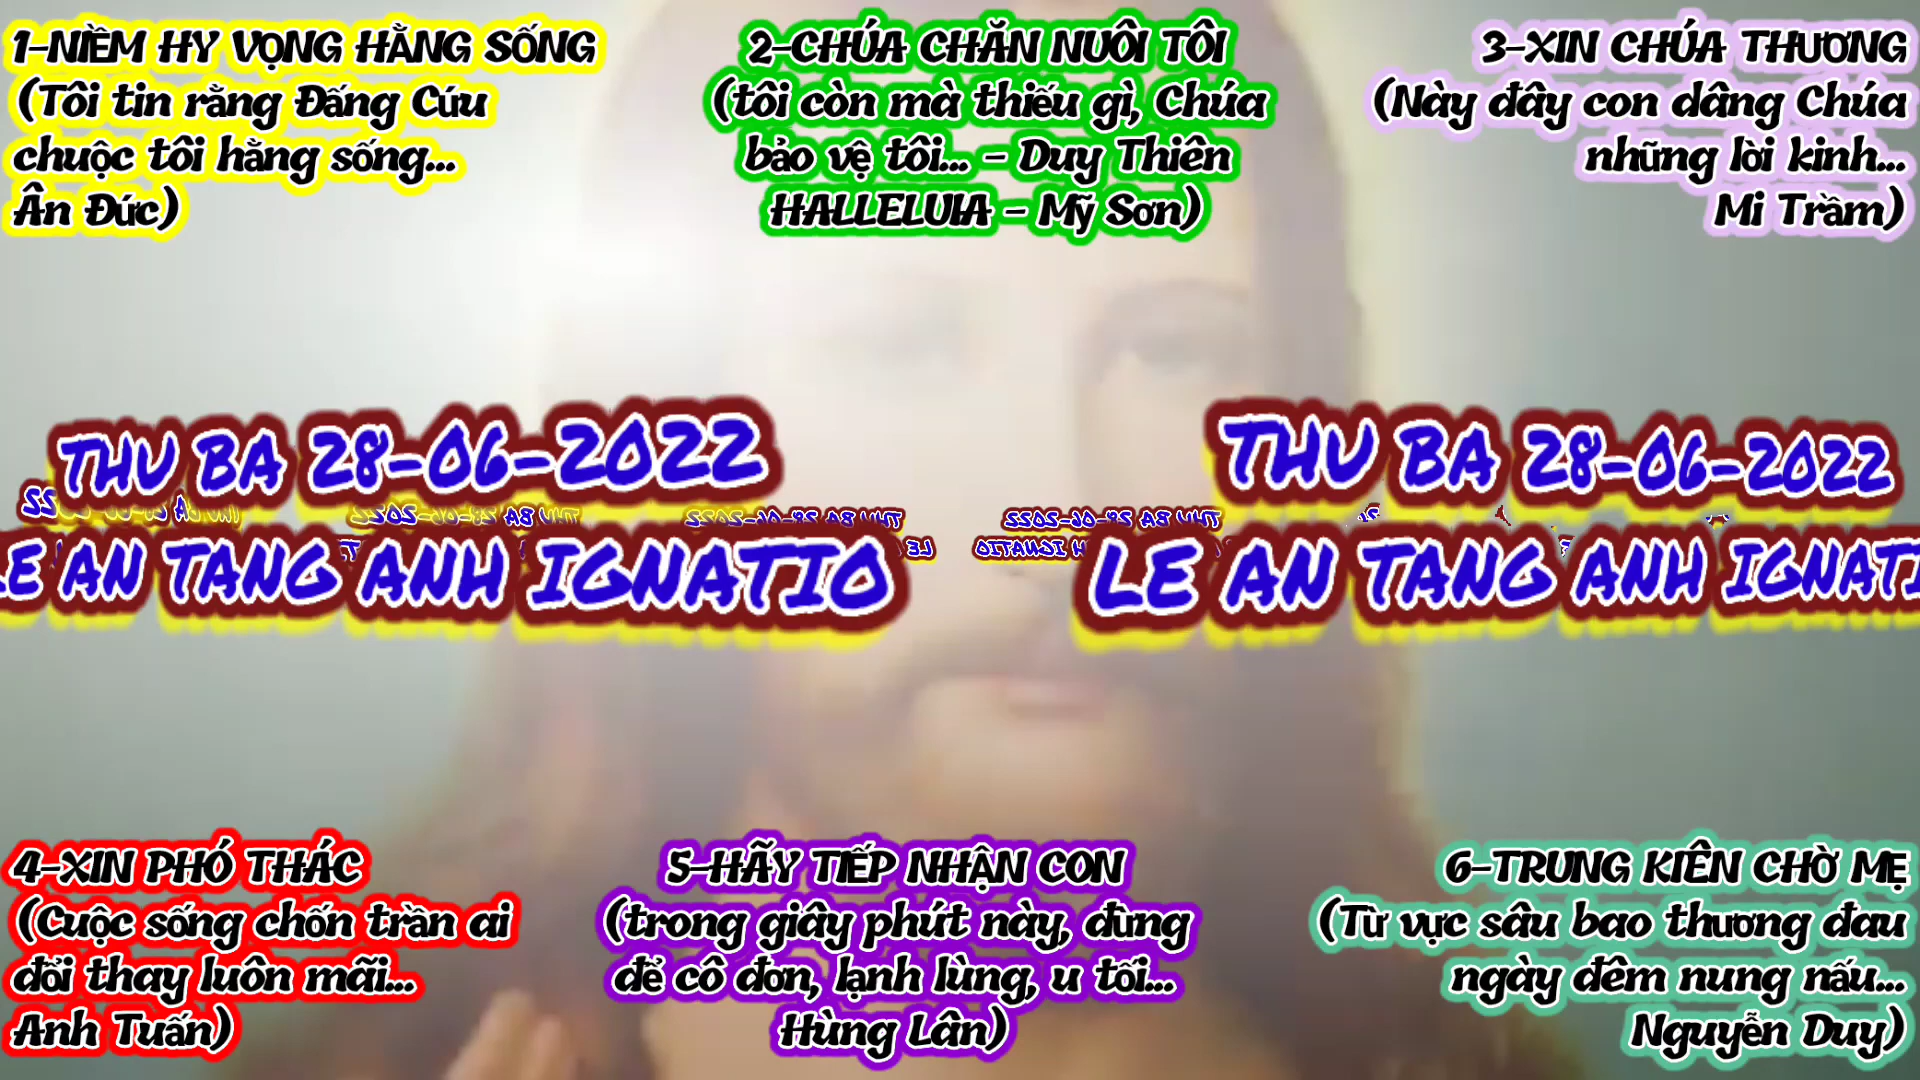 1-NIỀM HY VỌNG HẰNG SỐNG
(Tôi tin rằng Đấng Cứu
chuộc tôi hằng sống...
Ân Đức)
2-CHÚA CHĂN NUÔI TÔI
(tôi còn mà thiếu gì, Chúa
bảo vệ tôi... - Duy Thiên
HALLELUIA - Mỹ Sơn)
3-XIN CHÚA THƯƠNG
(Này đây con dâng Chúa
những lời kinh...
Mi Trầm)
THU BA 28-06-2022
LE AN TANG ANH IGNATIO
THU BA 28-06-2022
LE AN TANG ANH IGNATI
4-XIN PHÓ THÁC
(Cuộc sống chốn trần ai
đổi thay luôn mãi...
Anh Tuấn)
5-HÃY TIẾP NHẬN CON
(trong giây phút này, đừng
để cô đơn, lạnh lùng, u tối...
Hùng Lân)
6-TRUNG KIÊN CHỜ MẸ
(Từ vực sâu bao thương đau
ngày đêm nung nấu...
Nguyễn Duy)